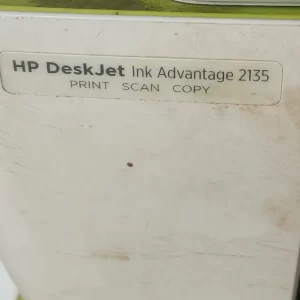 HP DeskJet Ink Advantage 2135
PRINT SCAN COPY